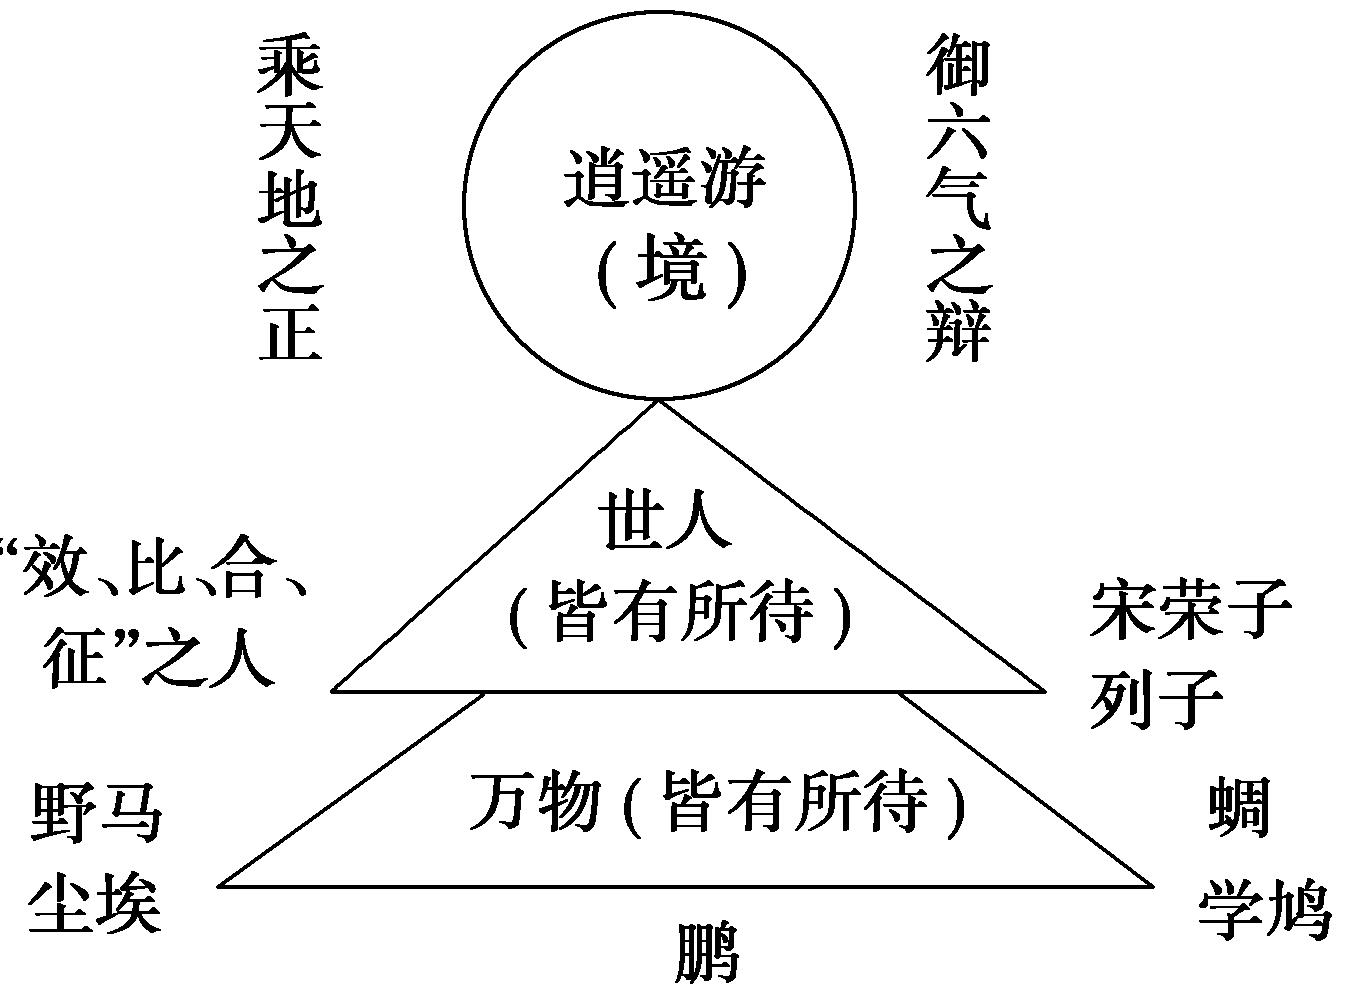 乘天地之正
御六气之辩
逍遥游
(境)
世人
(皆有所待)
“效、比、合、
征”之人
宋荣子
列子
万物(皆有所待)
野马
尘埃
蜩
学鸠
鹏